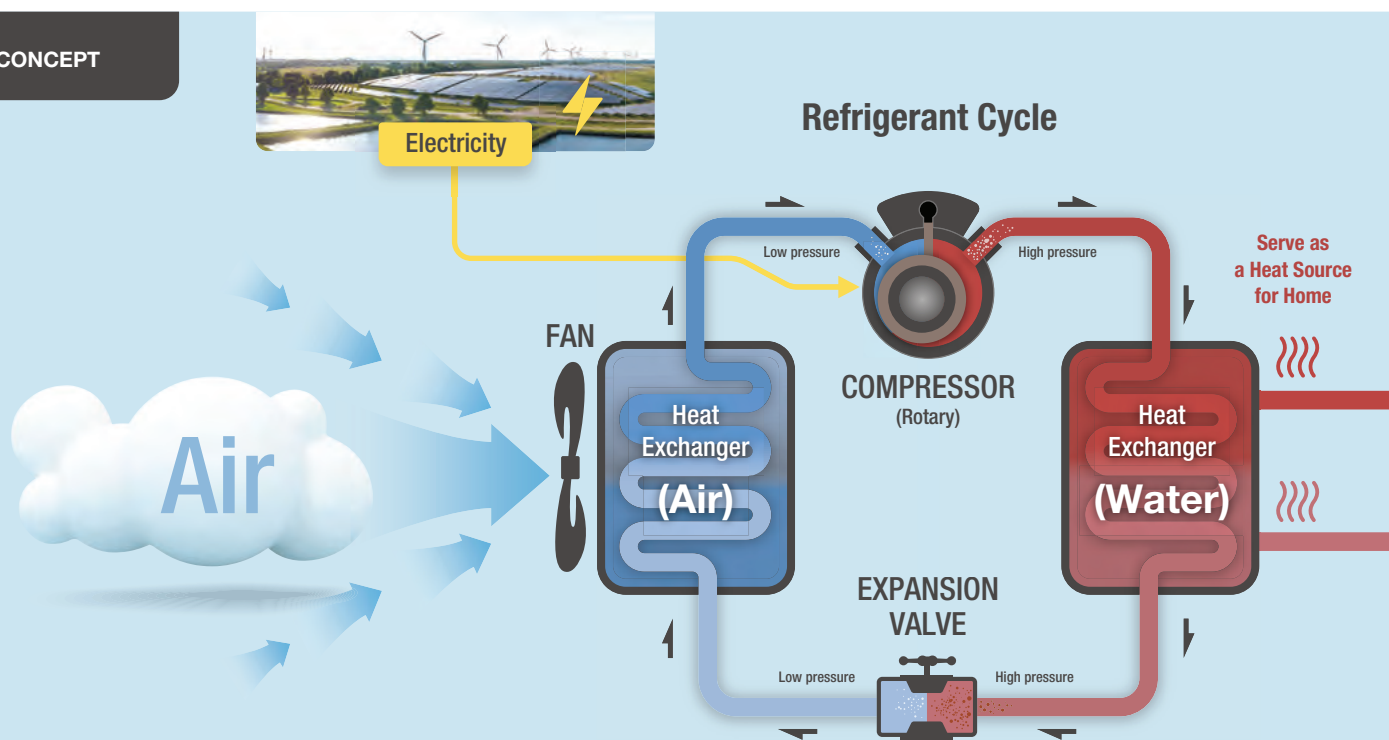 CONCEPT
Electricity
Refrigerant Cycle
Low pressure
High pressure
Serve as
a Heat Source
for Home
FAN
Air
COMPRESSOR
(Rotary)
Heat
Exchanger
(Air)
Heat
Exchanger
(Water)
EXPANSION
VALVE
Low pressure
High pressure